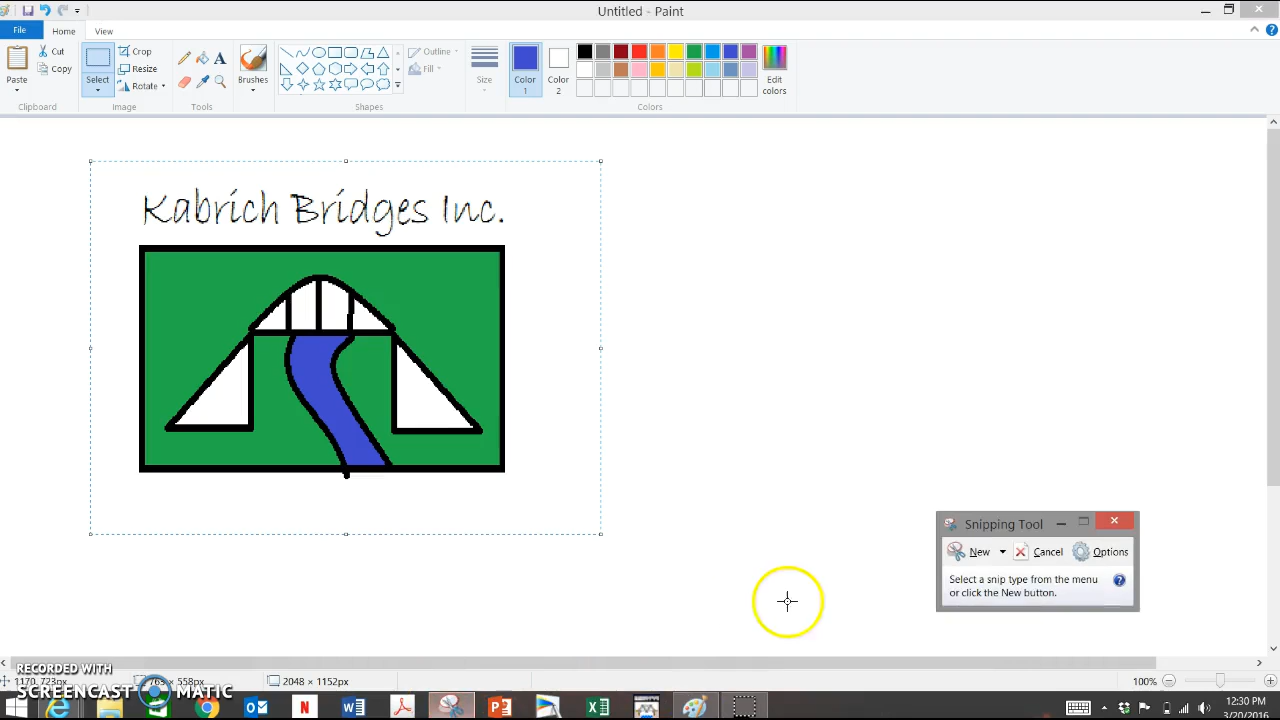 Untitled - Paint
File
Home
View
Paste
Cut
Copy
Clipboard
Select
Crop
Resize
Rotate
Image
A
Tools
Brushes
Outline
Fill
Shapes
Size
Color
1
Color
2
Edit
colors
Colors
Kabrich Bridges Inc.
Snipping Tool
New
Cancel
Options
Select a snip type from the menu
or click the New button.
RECORDED WITH
SCREENCAST MATIC
2048 × 1152px
100%
12:30 PM
3/20/2016